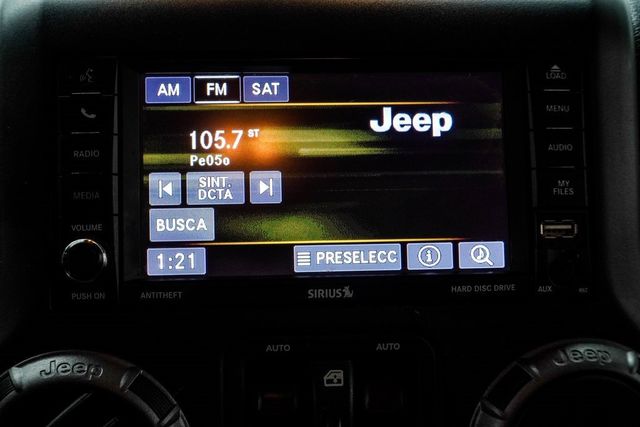 AM FM SAT
LOAD
Jeep
MENU
105.7 ST
Pe05o
RADIO
AUDIO
MEDIA
SINT. DCTA
MY FILES
VOLUME
BUSCA
1:21
PRESELECC
PUSH ON
ANTITHEFT
SIRIUS
HARD DISC DRIVE
AUX
AUTO
AUTO
Jeep
Jeep